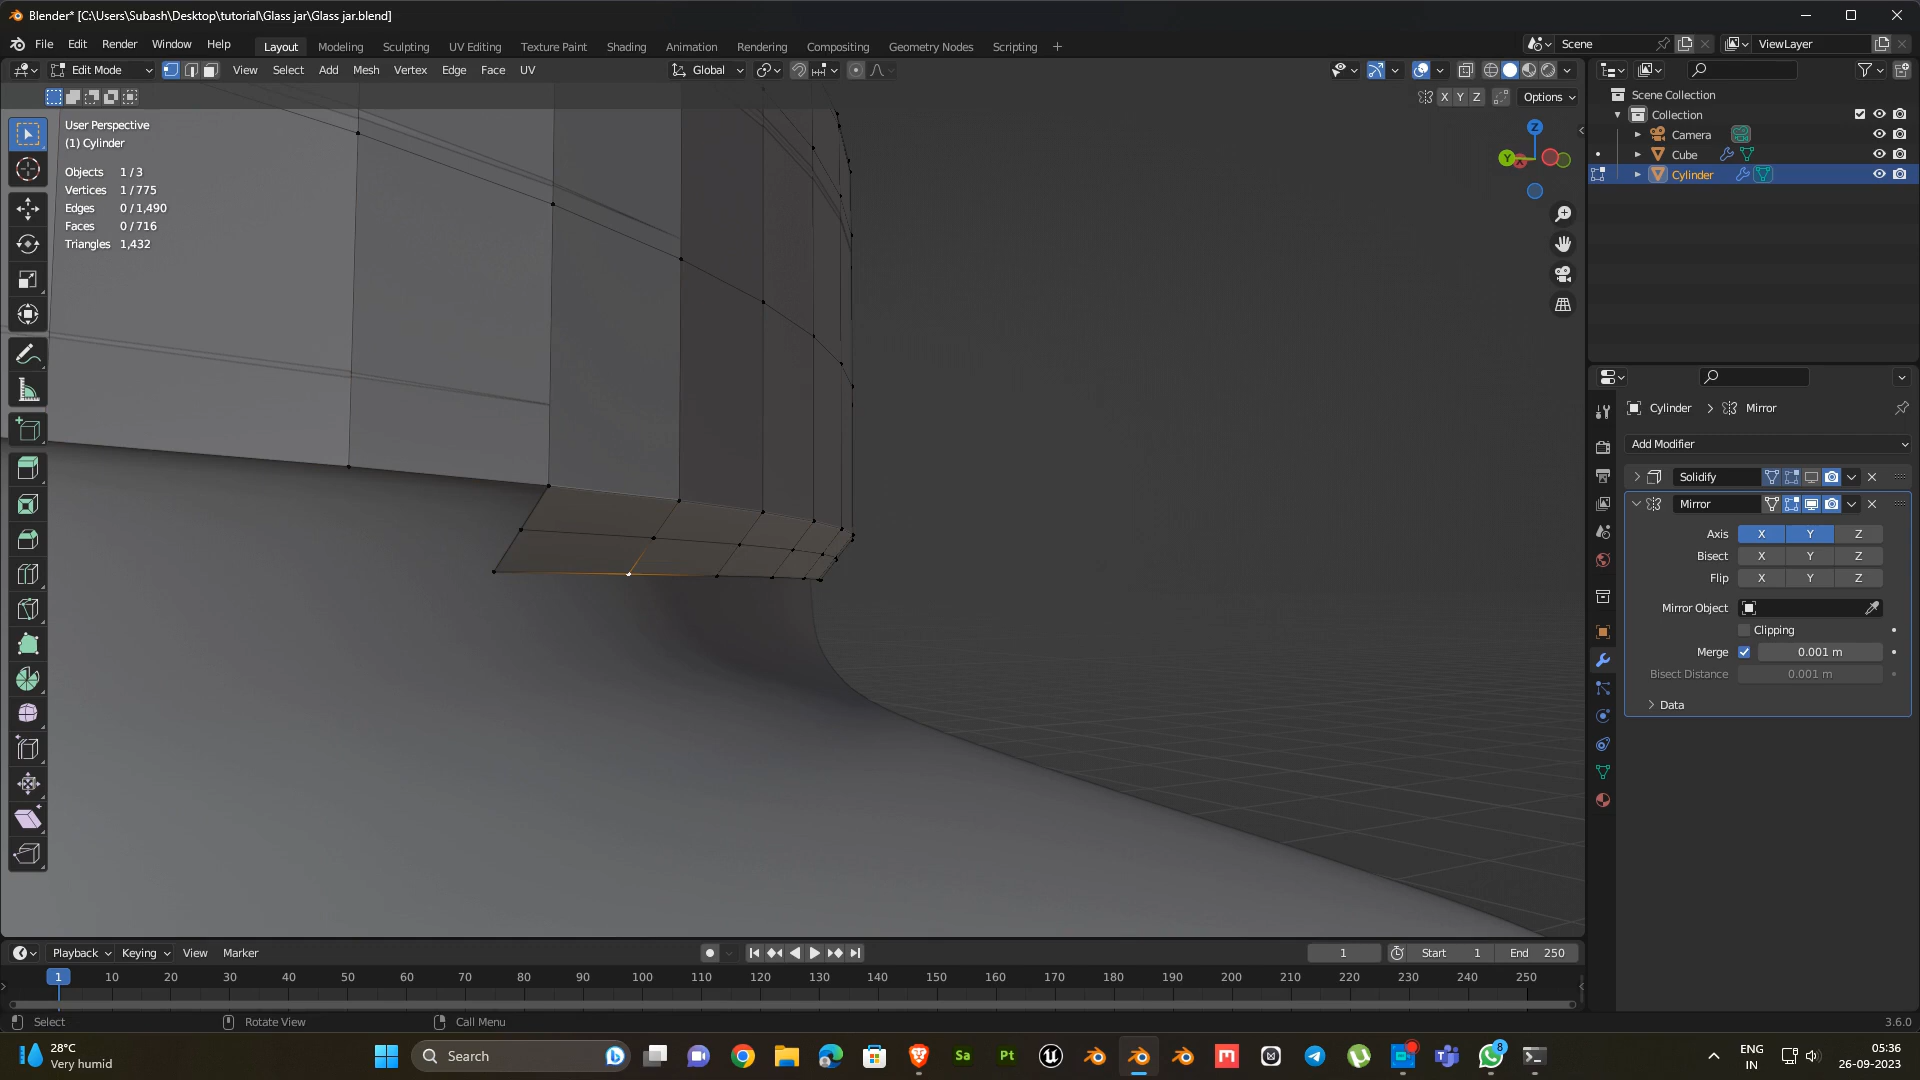 Blender* [C:\Users\Subash\Desktop\tutorial\Glass jar\Glass jar.blend]
File Edit Render Window Help Layout Modeling Sculpting UV Editing Texture Paint Shading Animation Rendering Compositing Geometry Nodes Scripting + Scene ViewLayer
Edit Mode View Select Add Mesh Vertex Edge Face UV Global
X Y Z Options
User Perspective
(1) Cylinder
Objects 1 / 3
Vertices 1 / 775
Edges 0 / 1,490
Faces 0 / 716
Triangles 1,432
Z
Y
Scene Collection
Collection
Camera
Cube
Cylinder
Cylinder > Mirror
Add Modifier
Solidify
Mirror
Axis X Y Z
Bisect X Y Z
Flip X Y Z
Mirror Object
Clipping
Merge 0.001 m
Bisect Distance 0.001 m
Data
Playback Keying View Marker 1 Start 1 End 250
1 10 20 30 40 50 60 70 80 90 100 110 120 130 140 150 160 170 180 190 200 210 220 230 240 250
Select Rotate View Call Menu 3.6.0
28°C
Very humid
Search
Sa Pt
8
ENG
IN
05:36
26-09-2023